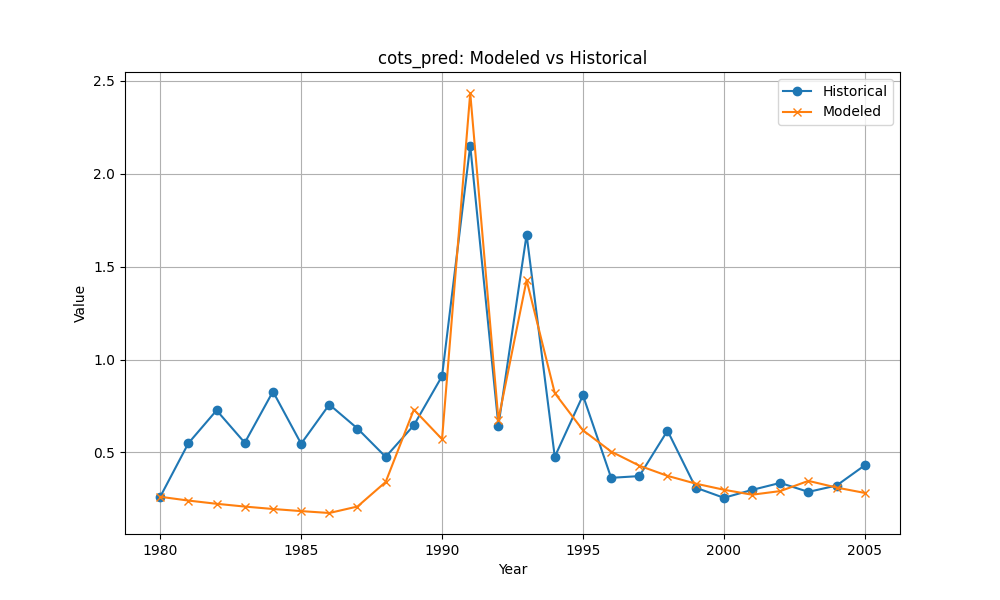 cots_pred: Modeled vs Historical
Historical
Modeled
Value
2.5
2.0
1.5
1.0
0.5
1980 1985 1990 1995 2000 2005
Year